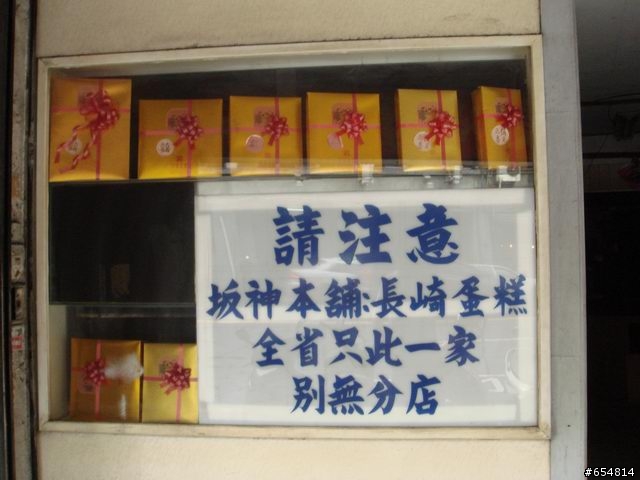 請注意
坂神本舖:長崎蛋糕
全省只此一家
別無分店
#654814